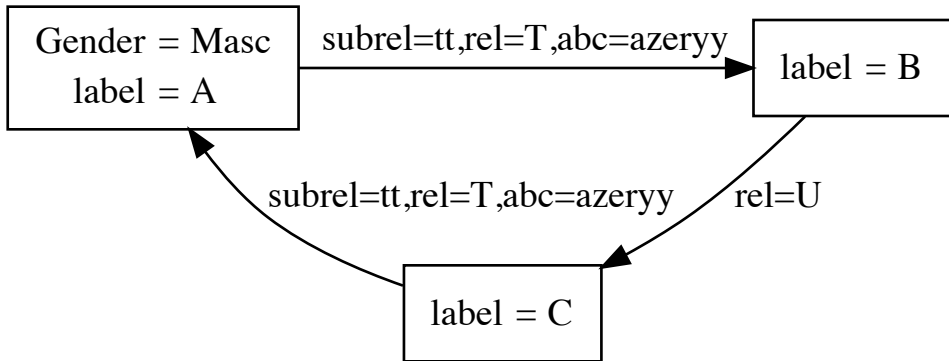 Gender = Masc
label = A
subrel=tt,rel=T,abc=azeryy
label = B
subrel=tt,rel=T,abc=azeryy
rel=U
label = C